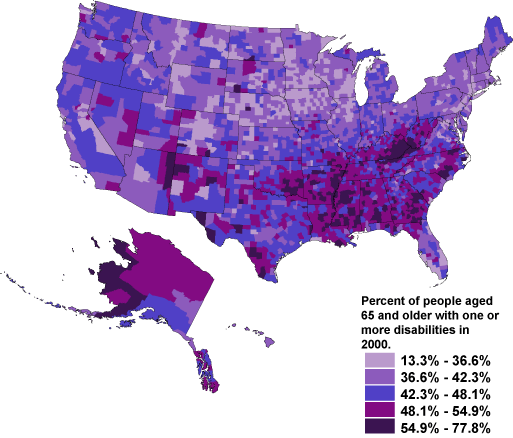 Percent of people aged
65 and older with one or
more disabilities in
2000.
13.3% - 36.6%
36.6% - 42.3%
42.3% - 48.1%
48.1% - 54.9%
54.9% - 77.8%